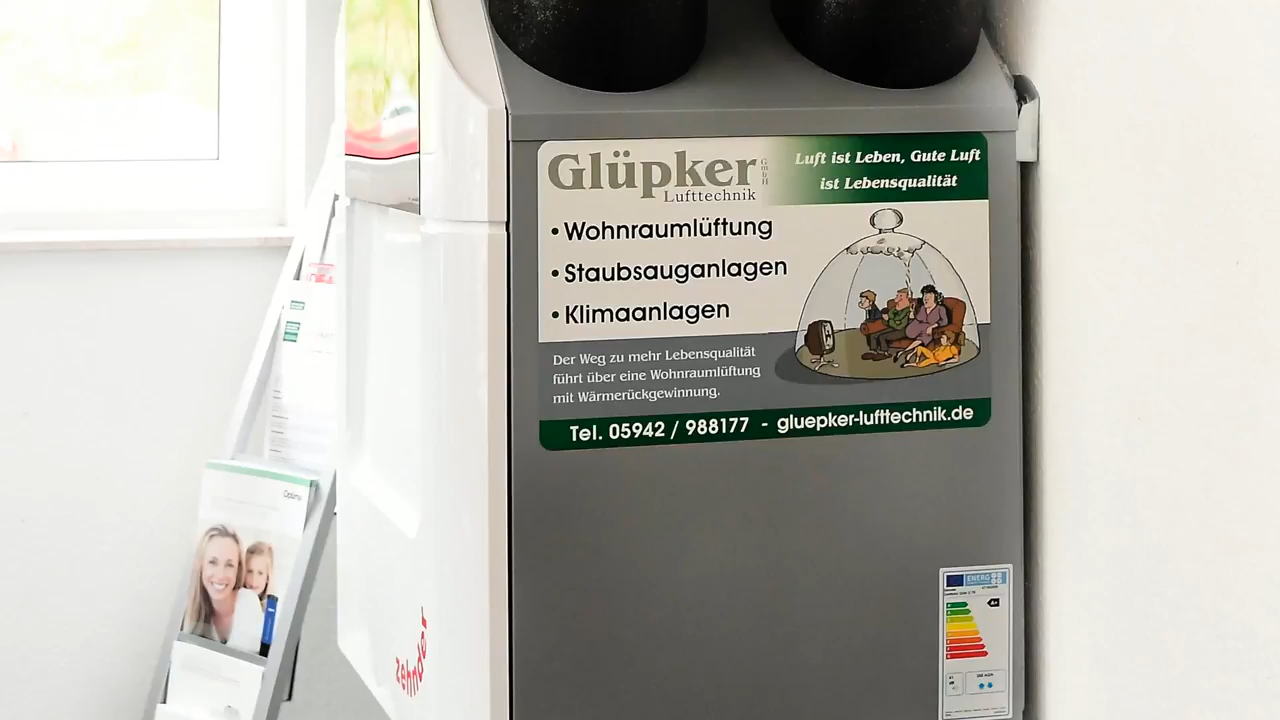 Glüpker GmbH
Lufttechnik
Luft ist Leben, Gute Luft
ist Lebensqualität
• Wohnraumlüftung
• Staubsauganlagen
• Klimaanlagen
Der Weg zu mehr Lebensqualität
führt über eine Wohnraumlüftung
mit Wärmerückgewinnung.
Tel. 05942 / 988177 - gluepker-lufttechnik.de
zehnder
ENERG
A+